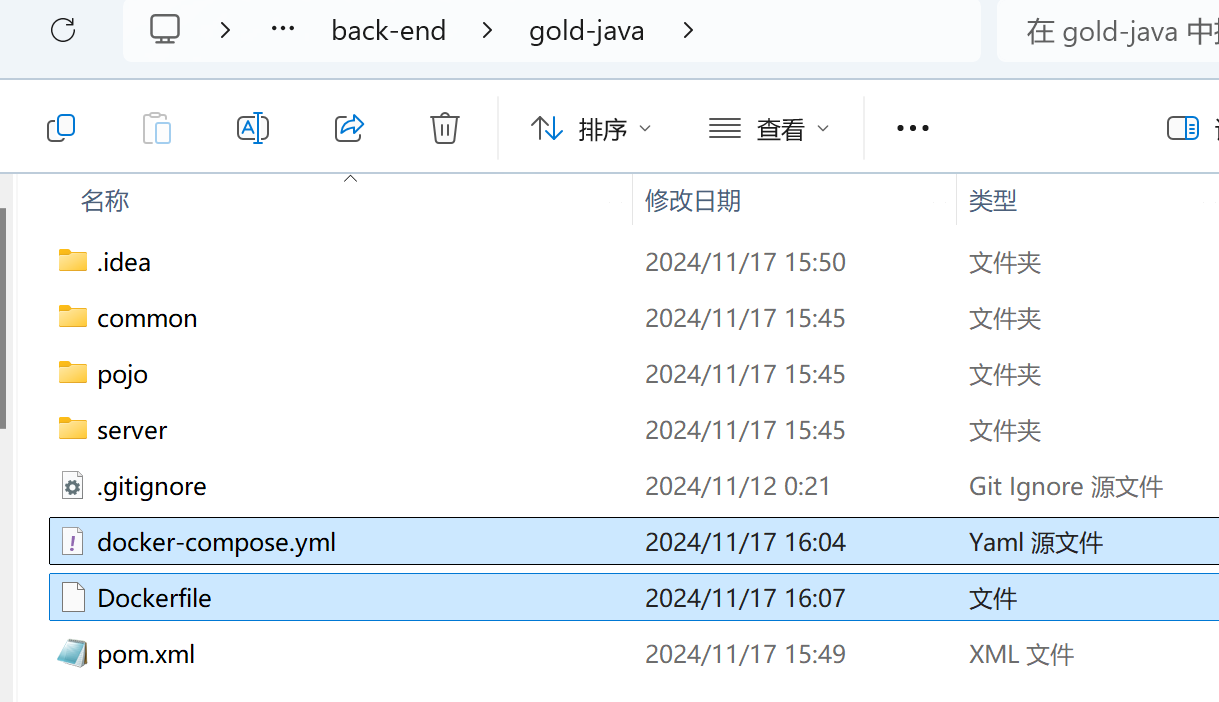 … back-end gold-java 在 gold-java 中
排序 查看
名称 修改日期 类型
.idea 2024/11/17 15:50 文件夹
common 2024/11/17 15:45 文件夹
pojo 2024/11/17 15:45 文件夹
server 2024/11/17 15:45 文件夹
.gitignore 2024/11/12 0:21 Git Ignore 源文件
docker-compose.yml 2024/11/17 16:04 Yaml 源文件
Dockerfile 2024/11/17 16:07 文件
pom.xml 2024/11/17 15:49 XML 文件